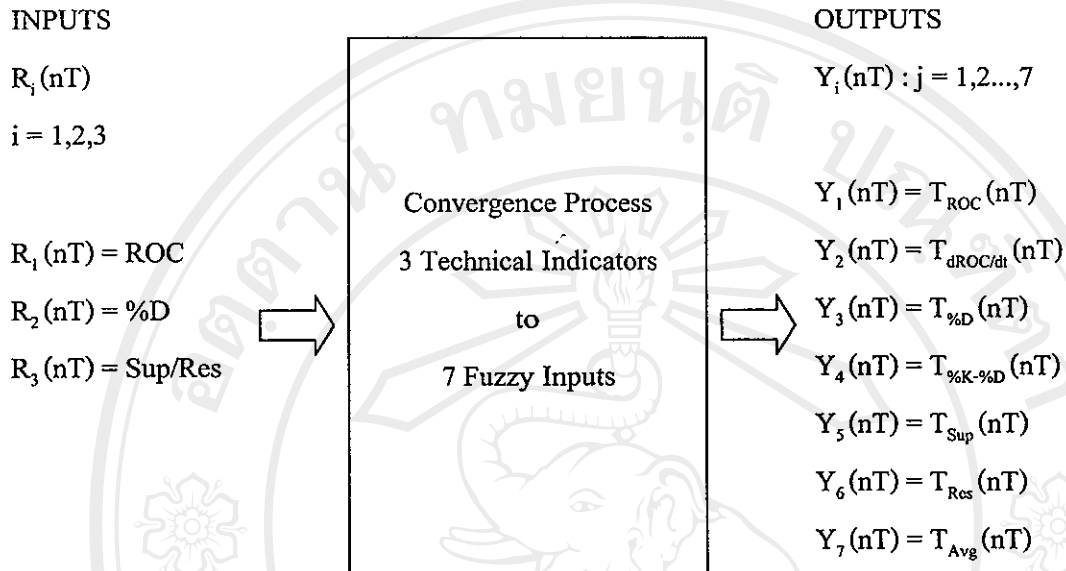 INPUTS
R_i(nT)
i = 1,2,3
R_1(nT) = ROC
R_2(nT) = %D
R_3(nT) = Sup/Res
Convergence Process
3 Technical Indicators
to
7 Fuzzy Inputs
OUTPUTS
Y_i(nT) : j = 1,2...,7
Y_1(nT) = T_ROC(nT)
Y_2(nT) = T_dROC/dt(nT)
Y_3(nT) = T_%D(nT)
Y_4(nT) = T_%K-%D(nT)
Y_5(nT) = T_Sup(nT)
Y_6(nT) = T_Res(nT)
Y_7(nT) = T_Avg(nT)